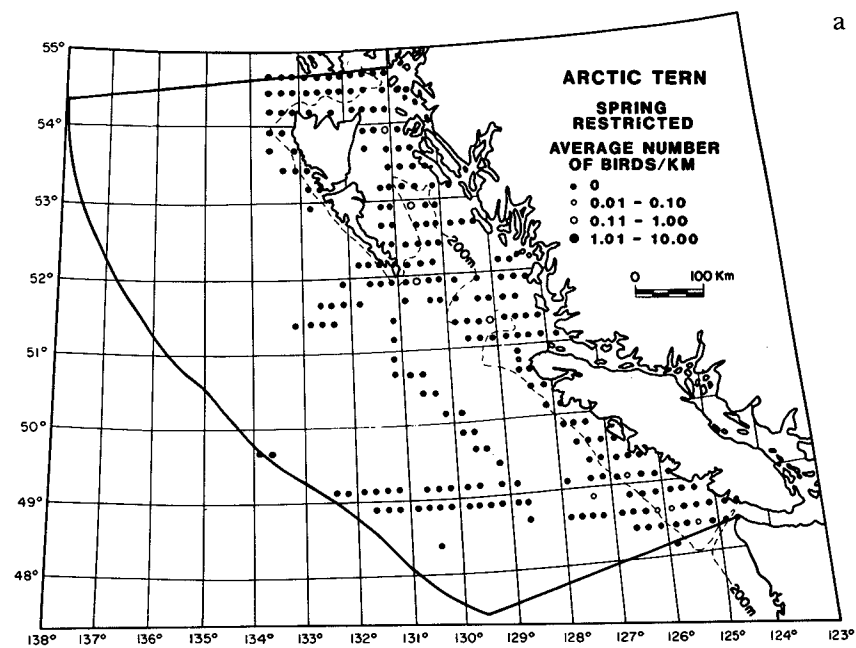 a
55°
54°
53°
52°
51°
50°
49°
48°
ARCTIC TERN
SPRING
RESTRICTED
AVERAGE NUMBER
OF BIRDS/KM
0
0.01 - 0.10
0.11 - 1.00
1.01 - 10.00
0 100 Km
200m
200m
138° 137° 136° 135° 134° 133° 132° 131° 130° 129° 128° 127° 126° 125° 124° 123°